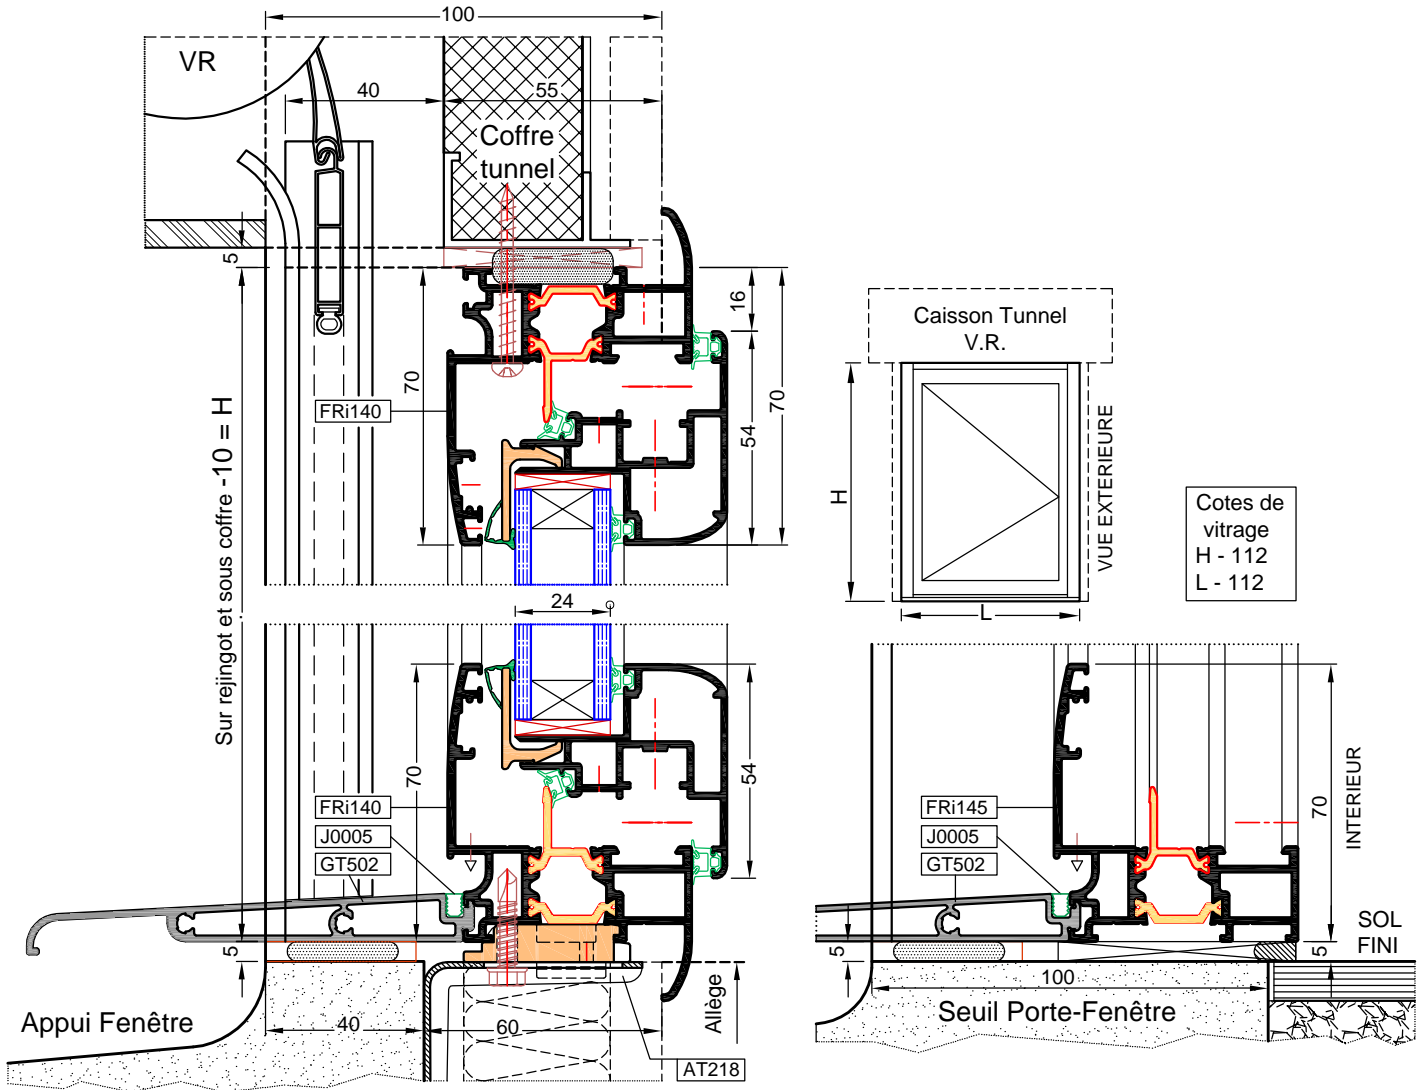 100
VR
40
55
Coffre
tunnel
5
16
70
FRi140
54
70
Sur rejingot et sous coffre -10 = H
Caisson Tunnel
V.R.
H
VUE EXTERIEURE
L
Cotes de
vitrage
H - 112
L - 112
24
70
54
FRi140
J0005
GT502
5
Appui Fenêtre
40
60
Allège
AT218
FRi145
J0005
GT502
70
INTERIEUR
SOL
FINI
5
5
100
Seuil Porte-Fenêtre